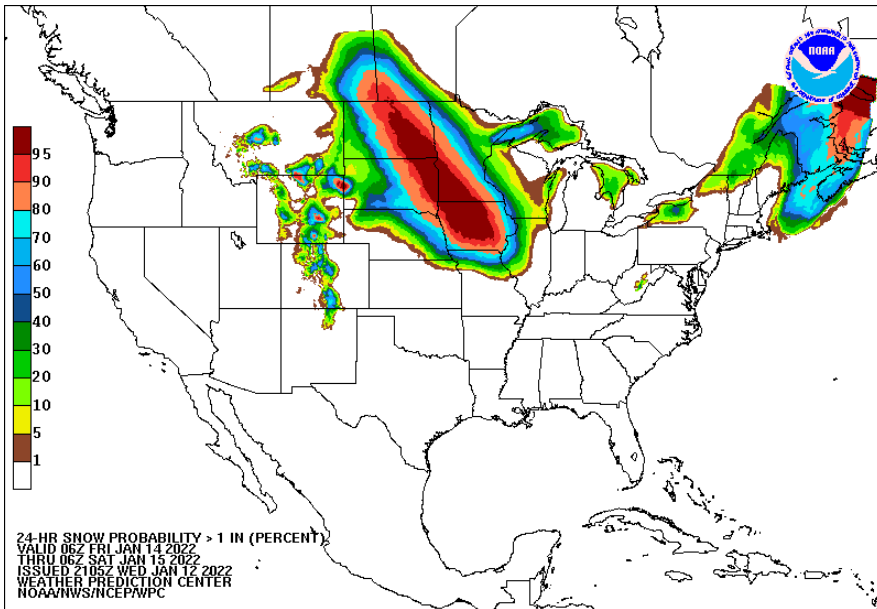 NOAA
95
90
80
70
60
50
40
30
20
10
5
1
24-HR SNOW PROBABILITY > 1 IN (PERCENT)
VALID 06Z FRI JAN 14 2022
THRU 06Z SAT JAN 15 2022
ISSUED 2105Z WED JAN 12 2022
WEATHER PREDICTION CENTER
NOAA/NWS/NCEP/WPC